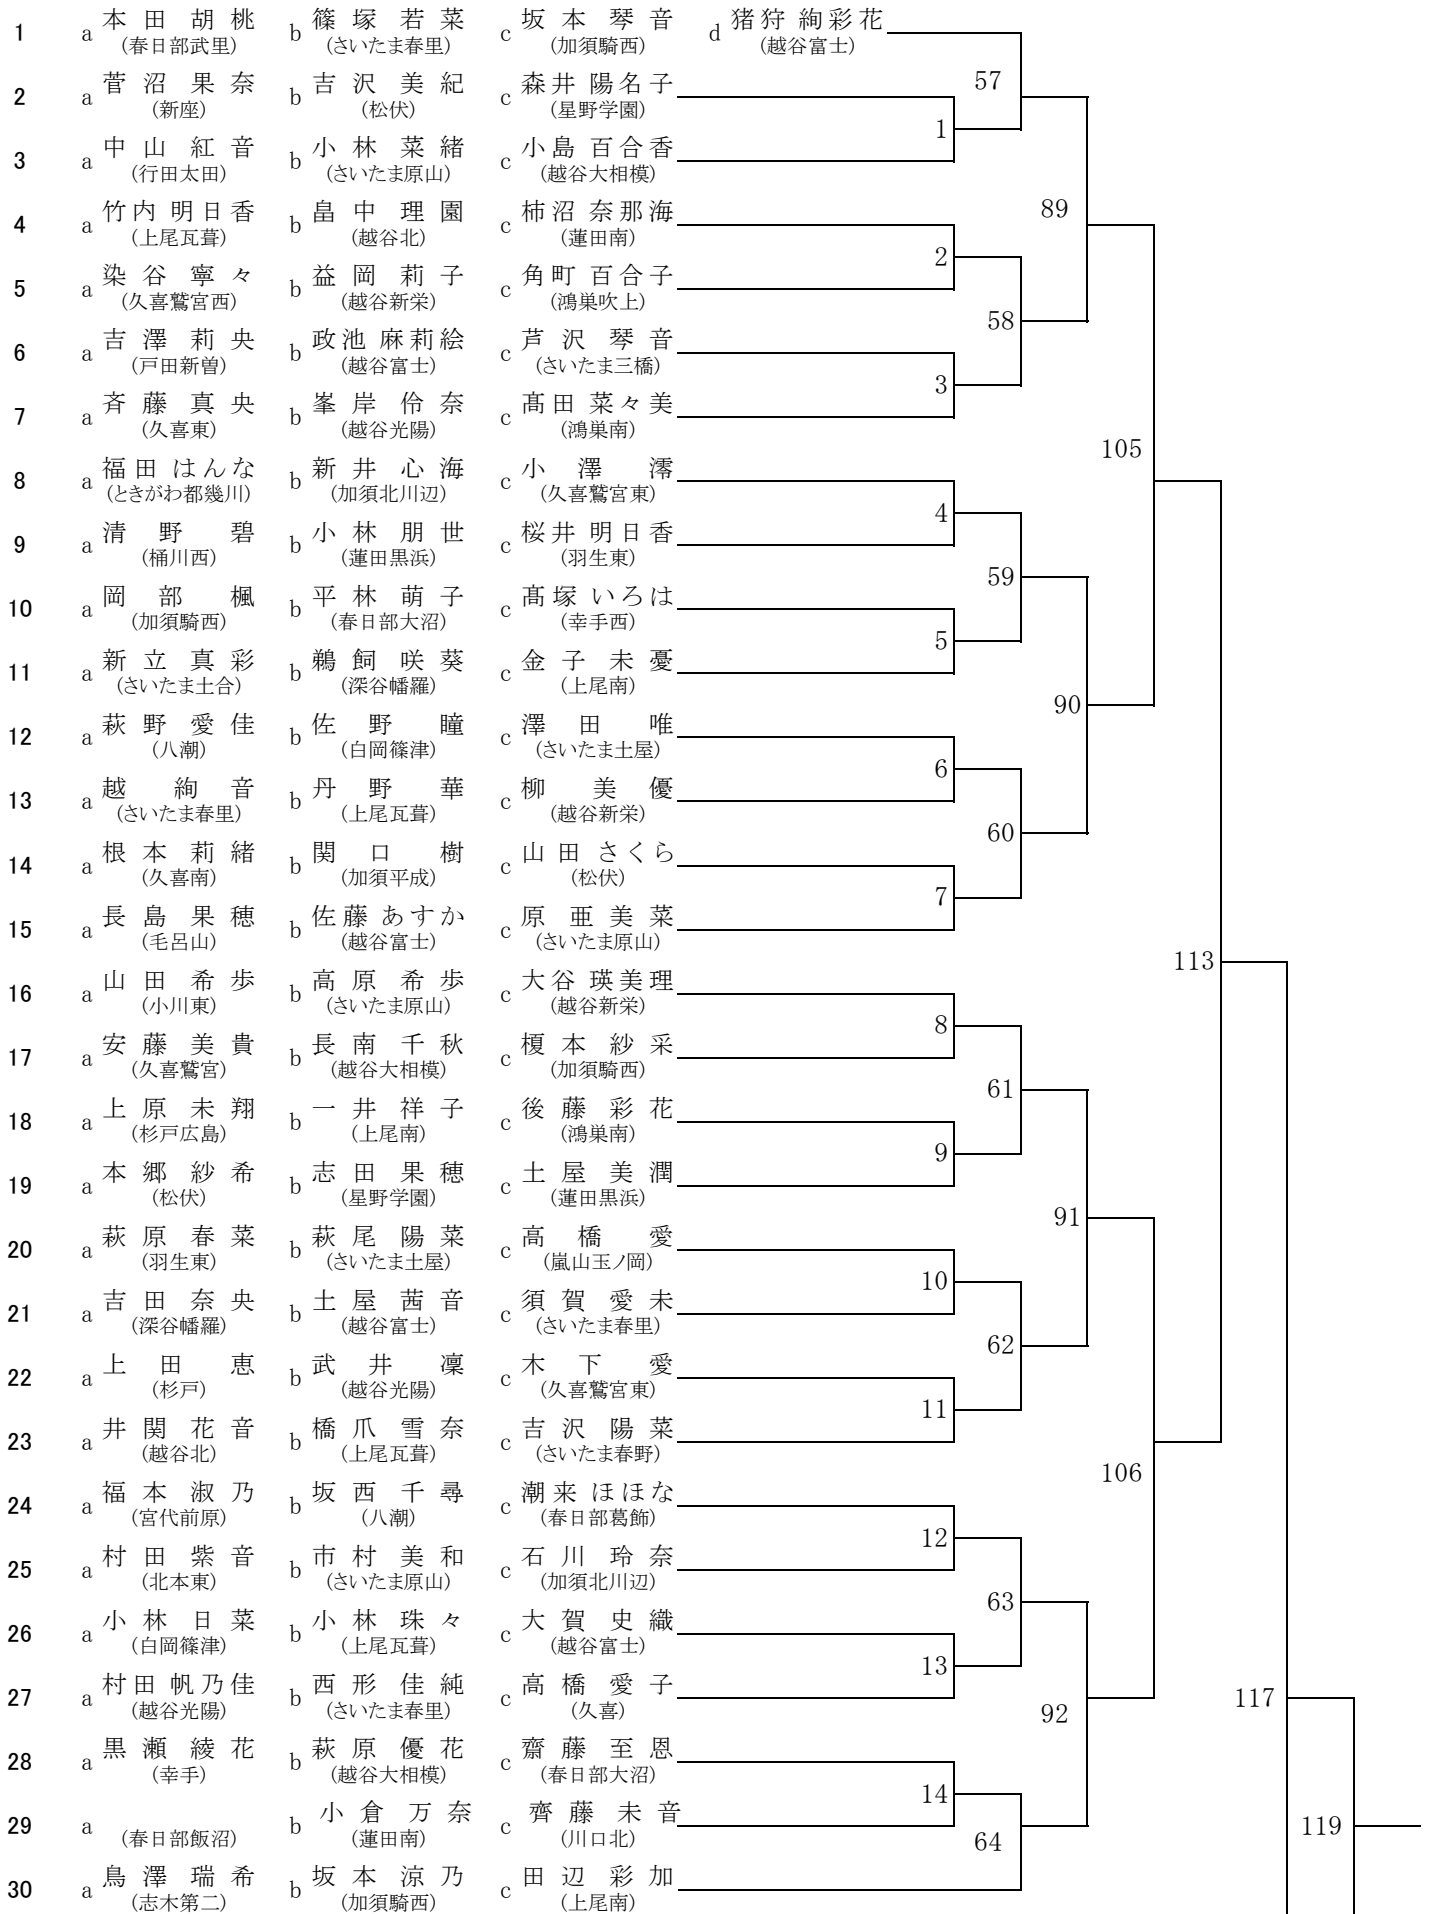 1 a 本田胡桃 b 篠塚若菜 c 坂本琴音 d 猪狩 絢彩花
(春日部武里) (さいたま春里) (加須騎西) (越谷富士)
57
2 a 菅沼果奈 b 吉沢美紀 c 森井 陽名子
(新座) (松伏) (星野学園)
1
3 a 中山紅音 b 小林菜緒 c 小島 百合香
(行田太田) (さいたま原山) (越谷大相模)
89
4 a 竹内 明日香 b 畠中理園 c 柿沼 奈那海
(上尾瓦葺) (越谷北) (蓮田南)
2
5 a 染谷寧々 b 益岡莉子 c 角町 百合子
(久喜鷲宮西) (越谷新栄) (鴻巣吹上)
58
6 a 吉澤莉央 b 政池 麻莉絵 c 芦沢琴音
(戸田新曽) (越谷富士) (さいたま三橋)
3
7 a 斉藤真央 b 峯岸伶奈 c 髙田 菜々美
(久喜東) (越谷光陽) (鴻巣南)
105
8 a 福田 はんな b 新井心海 c 小澤澪
(ときがわ都幾川) (加須北川辺) (久喜鷲宮東)
4
9 a 清野碧 b 小林朋世 c 桜井 明日香
(桶川西) (蓮田黒浜) (羽生東)
59
10 a 岡部楓 b 平林萌子 c 髙塚 いろは
(加須騎西) (春日部大沼) (幸手西)
5
11 a 新立真彩 b 鵜飼咲葵 c 金子未憂
(さいたま土合) (深谷幡羅) (上尾南)
90
12 a 萩野愛佳 b 佐野瞳 c 澤田唯
(八潮) (白岡篠津) (さいたま土屋)
6
13 a 越絢音 b 丹野華 c 柳美優
(さいたま春里) (上尾瓦葺) (越谷新栄)
60
14 a 根本莉緒 b 関口樹 c 山田 さくら
(久喜南) (加須平成) (松伏)
7
15 a 長島果穂 b 佐藤 あすか c 原亜美菜
(毛呂山) (越谷富士) (さいたま原山)
113
16 a 山田希歩 b 高原希歩 c 大谷 瑛美理
(小川東) (さいたま原山) (越谷新栄)
8
17 a 安藤美貴 b 長南千秋 c 榎本紗采
(久喜鷲宮) (越谷大相模) (加須騎西)
61
18 a 上原未翔 b 一井祥子 c 後藤彩花
(杉戸広島) (上尾南) (鴻巣南)
9
19 a 本郷紗希 b 志田果穂 c 土屋美潤
(松伏) (星野学園) (蓮田黒浜)
91
20 a 萩原春菜 b 萩尾陽菜 c 高橋愛
(羽生東) (さいたま土屋) (嵐山玉ノ岡)
10
21 a 吉田奈央 b 土屋茜音 c 須賀愛未
(深谷幡羅) (越谷富士) (さいたま春里)
62
22 a 上田恵 b 武井凜 c 木下愛
(杉戸) (越谷光陽) (久喜鷲宮東)
11
23 a 井関花音 b 橋爪雪奈 c 吉沢陽菜
(越谷北) (上尾瓦葺) (さいたま春野)
106
24 a 福本淑乃 b 坂西千尋 c 潮来 ほほな
(宮代前原) (八潮) (春日部葛飾)
12
25 a 村田紫音 b 市村美和 c 石川玲奈
(北本東) (さいたま原山) (加須北川辺)
63
26 a 小林日菜 b 小林珠々 c 大賀史織
(白岡篠津) (上尾瓦葺) (越谷富士)
13
27 a 村田 帆乃佳 b 西形佳純 c 高橋愛子
(越谷光陽) (さいたま春里) (久喜)
117
92
28 a 黒瀬綾花 b 萩原優花 c 齋藤至恩
(幸手) (越谷大相模) (春日部大沼)
14
29 a b 小倉万奈 c 齊藤未音
(春日部飯沼) (蓮田南) (川口北)
119
64
30 a 鳥澤瑞希 b 坂本涼乃 c 田辺彩加
(志木第二) (加須騎西) (上尾南)